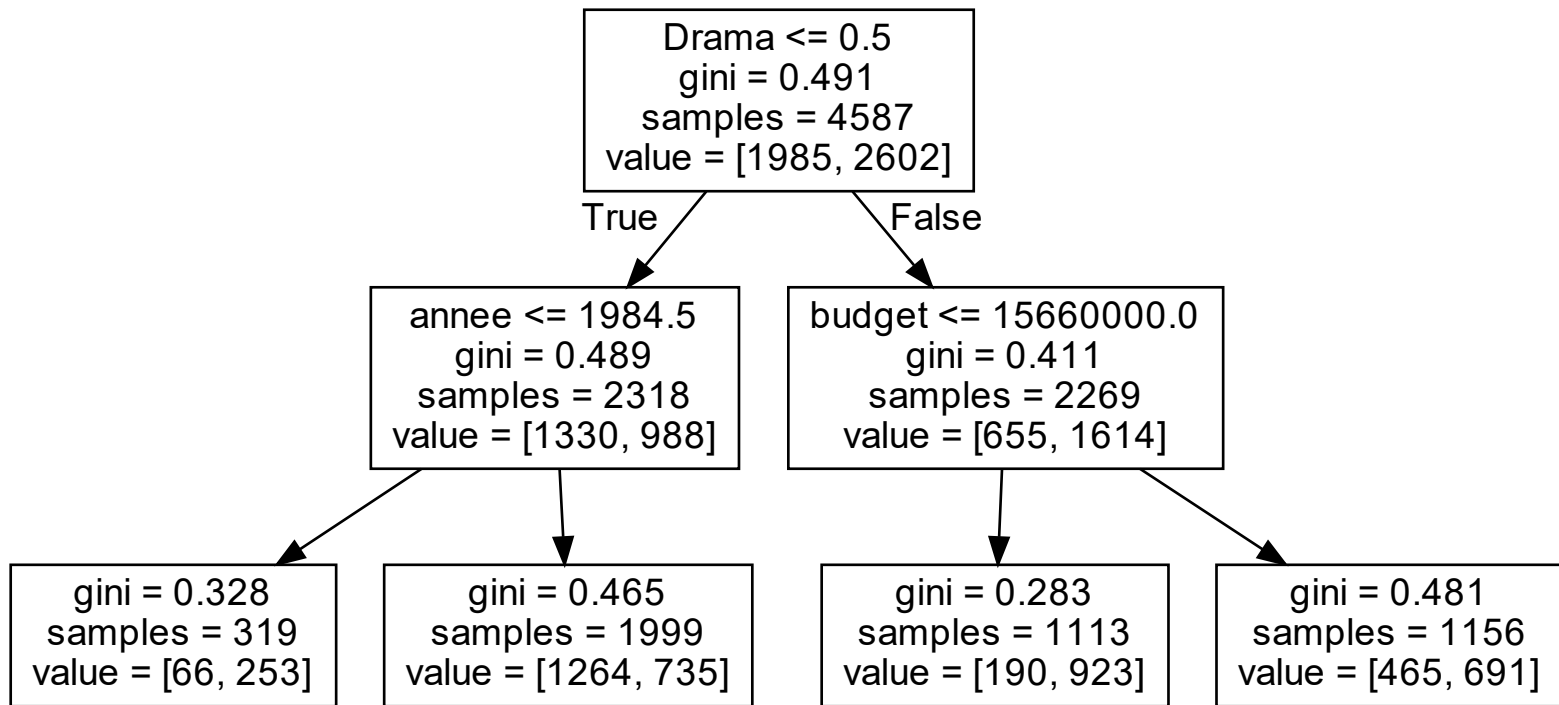 Drama <= 0.5
gini = 0.491
samples = 4587
value = [1985, 2602]
True
False
annee <= 1984.5
gini = 0.489
samples = 2318
value = [1330, 988]
budget <= 15660000.0
gini = 0.411
samples = 2269
value = [655, 1614]
gini = 0.328
samples = 319
value = [66, 253]
gini = 0.465
samples = 1999
value = [1264, 735]
gini = 0.283
samples = 1113
value = [190, 923]
gini = 0.481
samples = 1156
value = [465, 691]